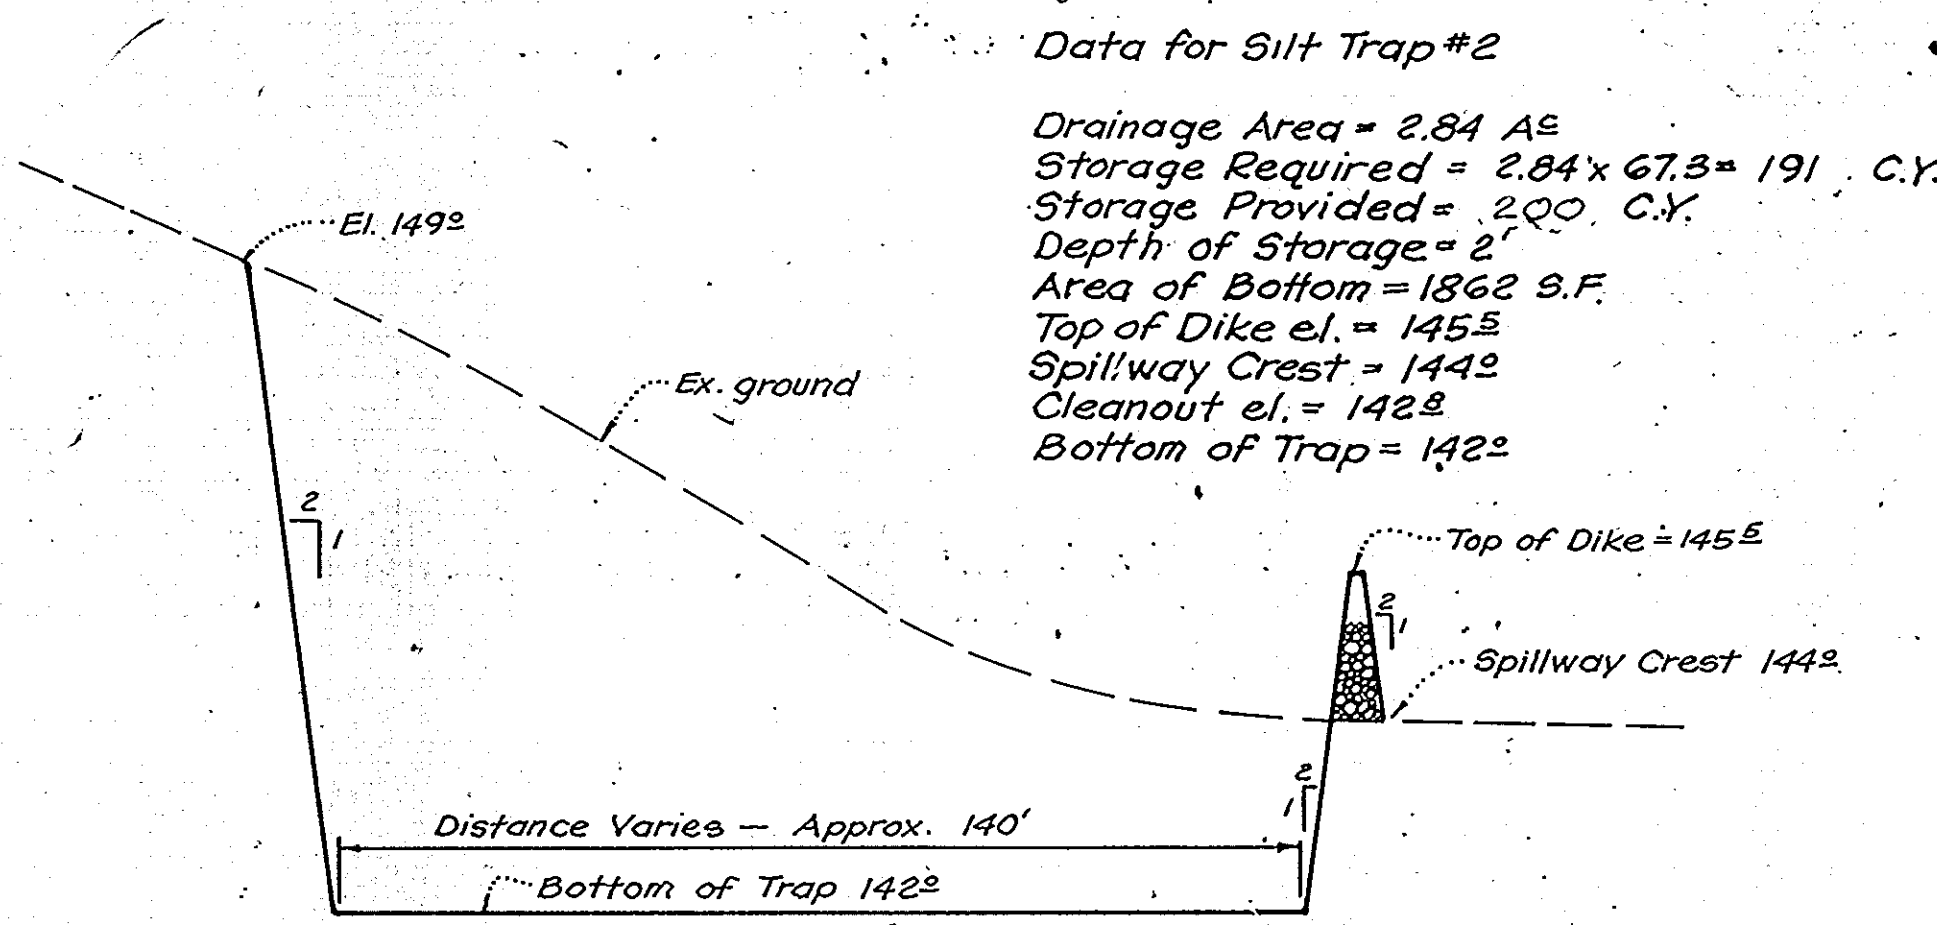 Data for Silt Trap #2
Drainage Area = 2.84 Ac
Storage Required = 2.84 x 67.3 = 191 C.Y.
Storage Provided = 200 C.Y.
Depth of Storage = 2'
Area of Bottom = 1862 S.F.
Top of Dike el. = 145⁵
Spillway Crest = 144⁰
Cleanout el. = 142⁸
Bottom of Trap = 142⁰
El. 149⁰
Ex. ground
2
1
Top of Dike = 145⁵
2
1
Spillway Crest 144⁰
2
1
Distance Varies — Approx. 140'
Bottom of Trap 142⁰